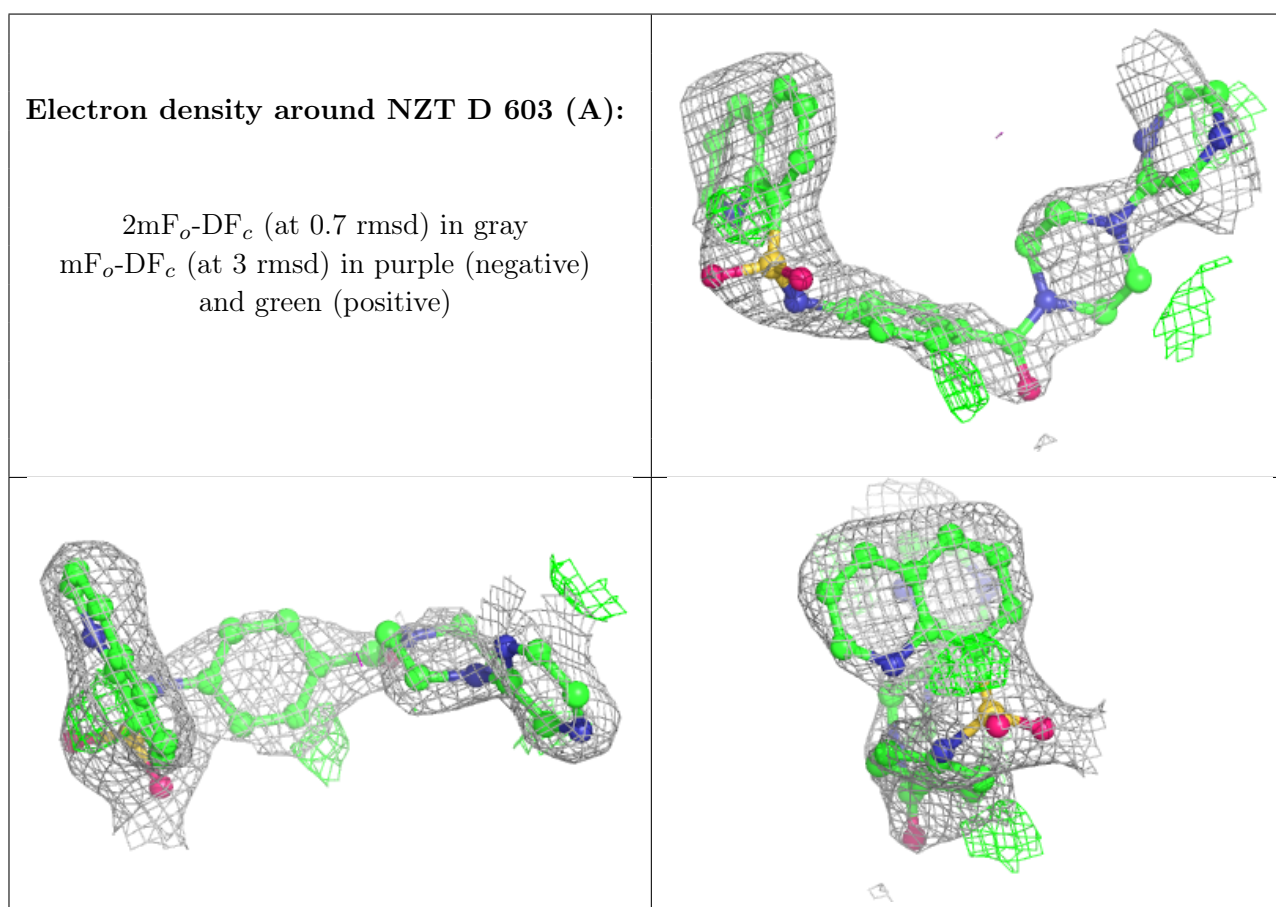 Electron density around NZT D 603 (A):
2mFo-DFc (at 0.7 rmsd) in gray
mFo-DFc (at 3 rmsd) in purple (negative)
and green (positive)